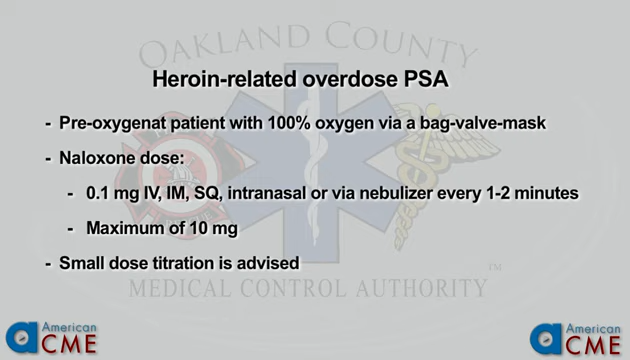 OAKLAND COUNTY
Heroin-related overdose PSA
- Pre-oxygenat patient with 100% oxygen via a bag-valve-mask
- Naloxone dose:
- 0.1 mg IV, IM, SQ, intranasal or via nebulizer every 1-2 minutes
- Maximum of 10 mg
- Small dose titration is advised
TM
MEDICAL CONTROL AUTHORITY
a American
CME
a American
CME